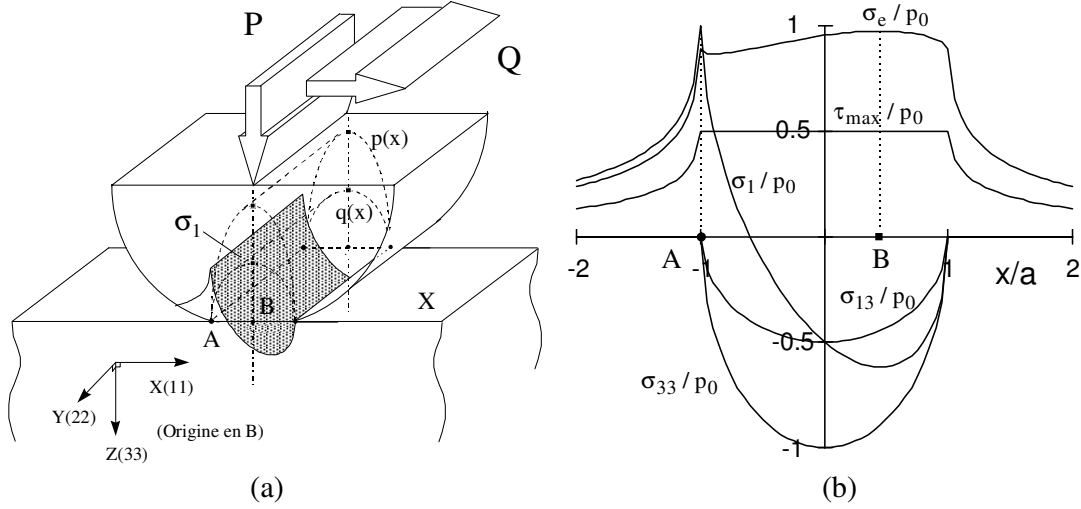 P
Q
p(x)
q(x)
σ₁
X
B
A
X(11)
Y(22)
(Origine en B)
Z(33)
(a)
1
σₑ / p₀
0.5
τₘₐₓ / p₀
σ₁ / p₀
A
B
-2
-1
1
2
x/a
σ₁₃ / p₀
-0.5
σ₃₃ / p₀
-1
(b)